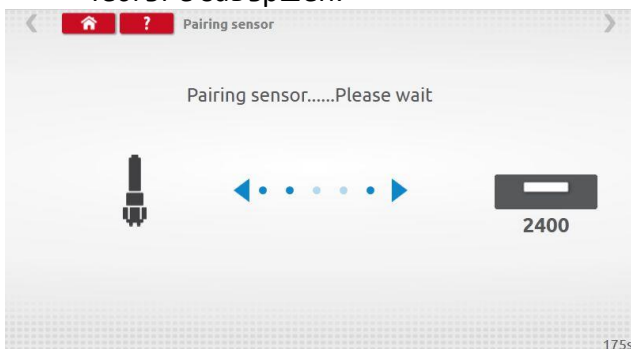 ?
Pairing sensor
Pairing sensor......Please wait
2400
175s